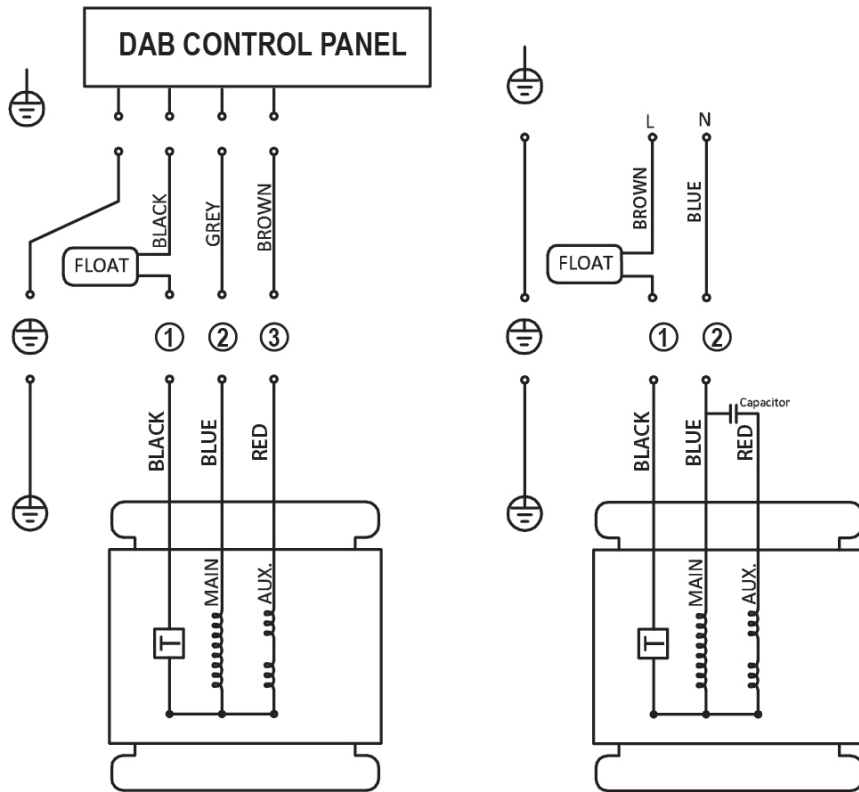 DAB CONTROL PANEL
BLACK
GREY
BROWN
FLOAT
1
2
3
BLACK
BLUE
RED
MAIN
AUX.
T
L
N
BROWN
BLUE
FLOAT
1
2
Capacitor
BLACK
BLUE
RED
MAIN
AUX.
T